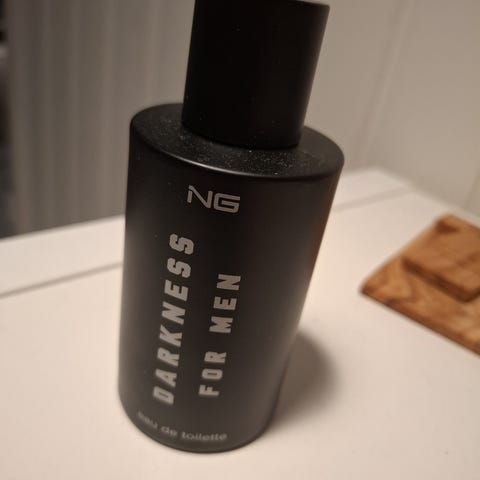 NG
DARKNESS
FOR MEN
eau de toilette